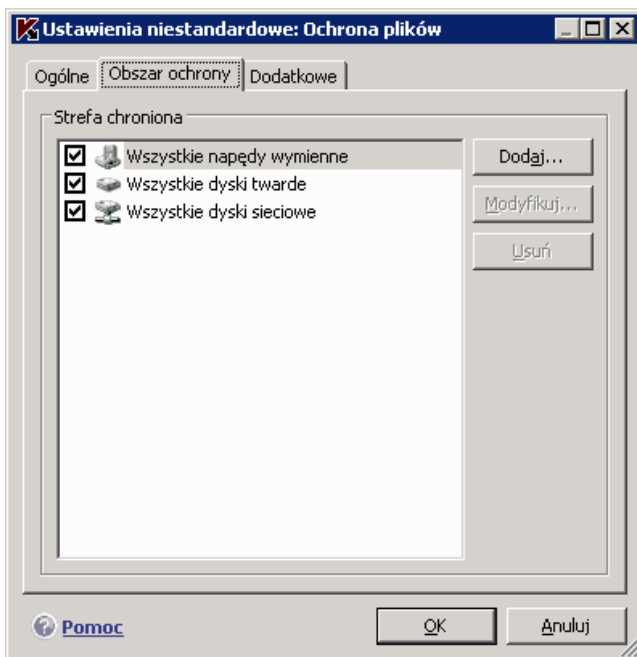 Ustawienia niestandardowe: Ochrona plików
Ogólne Obszar ochrony Dodatkowe
Strefa chroniona
Wszystkie napędy wymienne
Wszystkie dyski twarde
Wszystkie dyski sieciowe
Dodaj...
Modyfikuj...
Usuń
Pomoc
OK
Anuluj